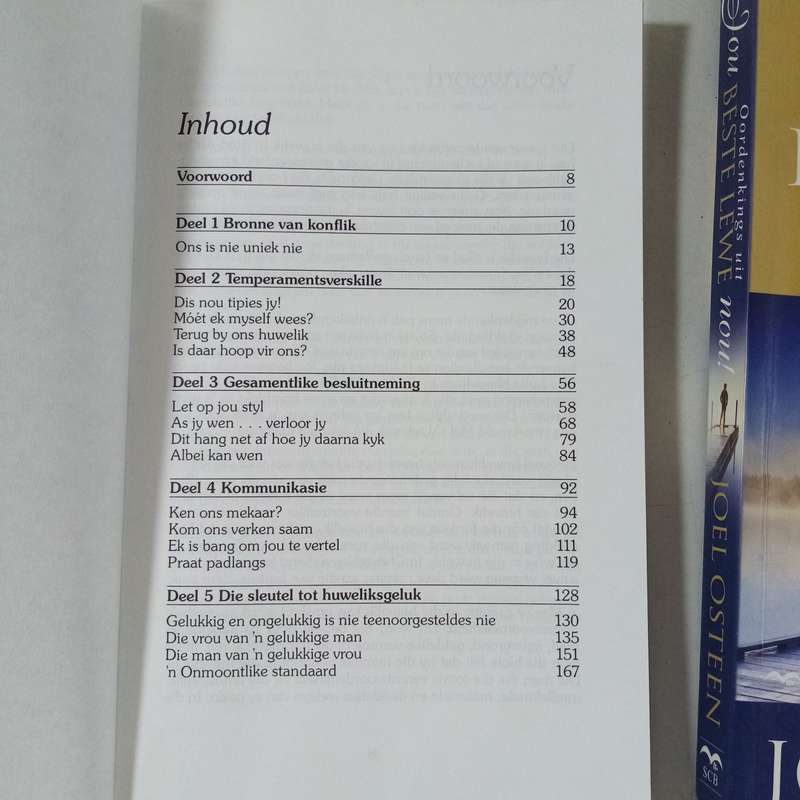 Inhoud
Voorwoord 8
Deel 1 Bronne van konflik 10
Ons is nie uniek nie 13
Deel 2 Temperamentsverskille 18
Dis nou tipies jy! 20
Móét ek myself wees? 30
Terug by ons huwelik 38
Is daar hoop vir ons? 48
Deel 3 Gesamentlike besluitneming 56
Let op jou styl 58
As jy wen . . . verloor jy 68
Dit hang net af hoe jy daarna kyk 79
Albei kan wen 84
Deel 4 Kommunikasie 92
Ken ons mekaar? 94
Kom ons verken saam 102
Ek is bang om jou te vertel 111
Praat padlangs 119
Deel 5 Die sleutel tot huweliksgeluk 128
Gelukkig en ongelukkig is nie teenoorgesteldes nie 130
Die vrou van 'n gelukkige man 135
Die man van 'n gelukkige vrou 151
'n Onmoontlike standaard 167
Oordenkings uit
Jou BESTE LEWE nou!
JOEL OSTEEN
SCB